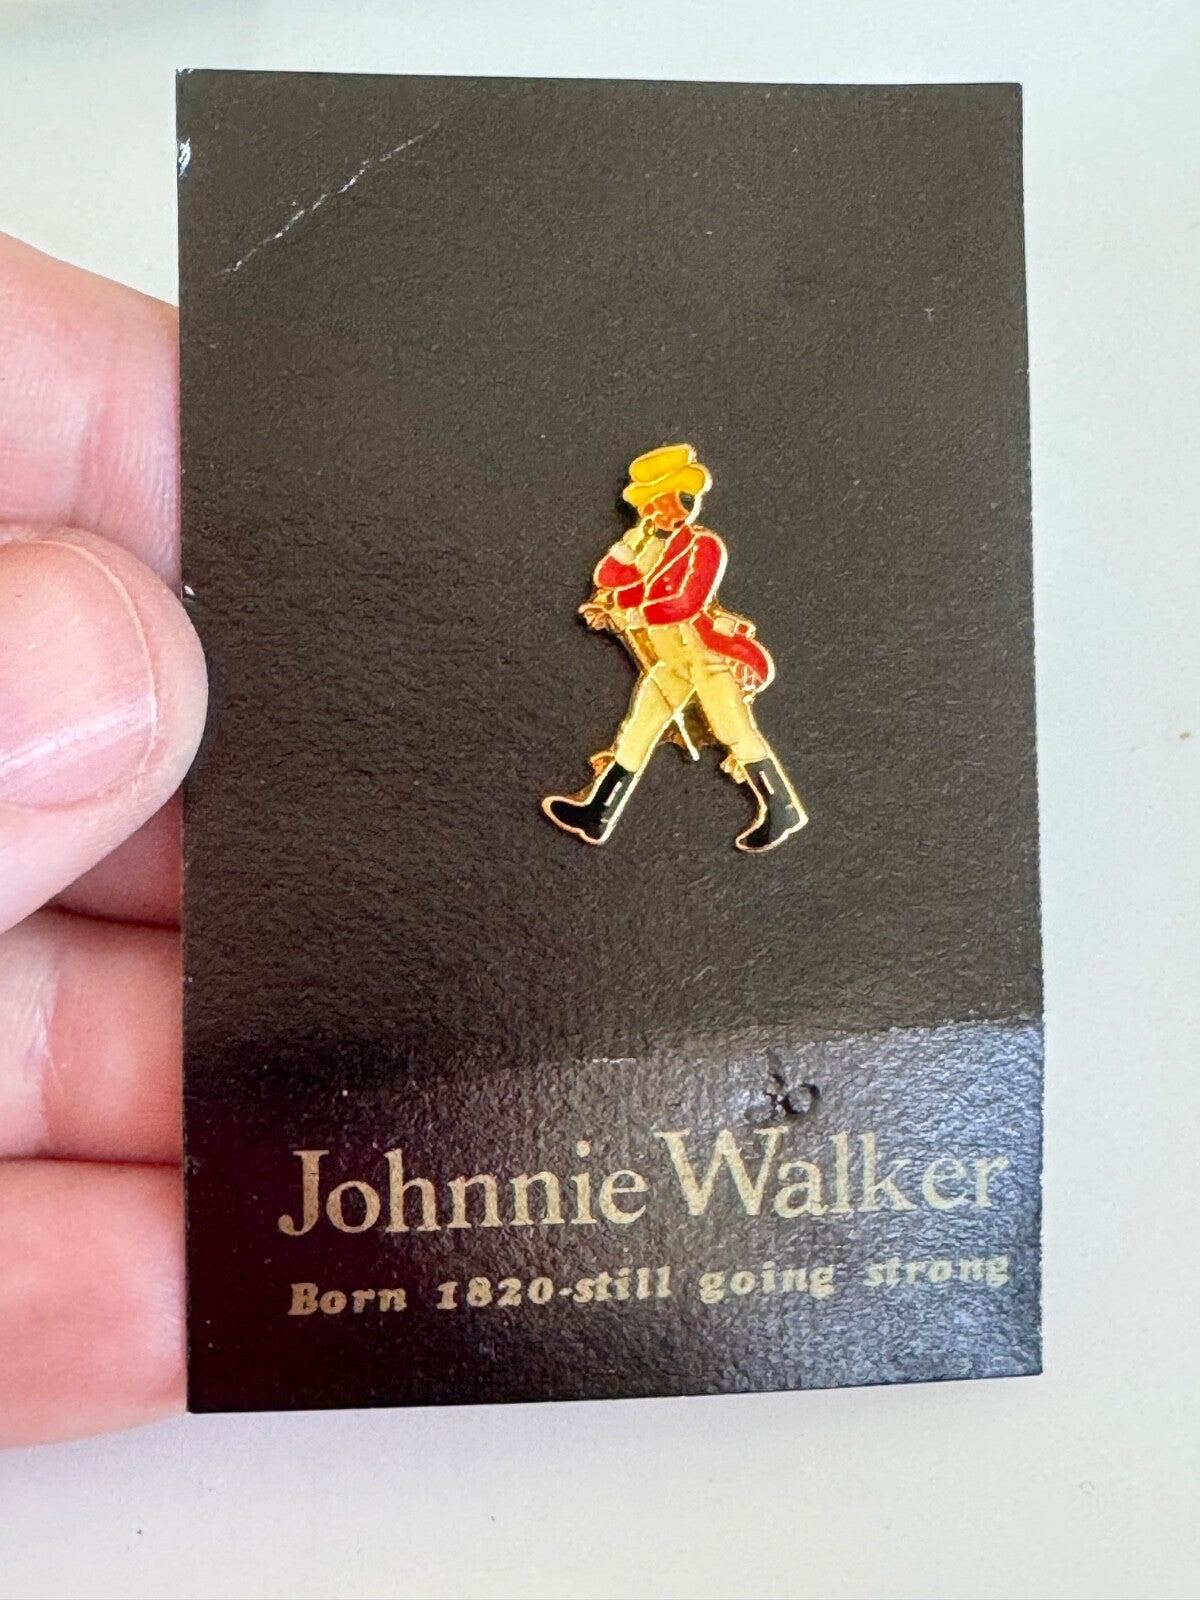 Johnnie Walker
Born 1820-still going strong